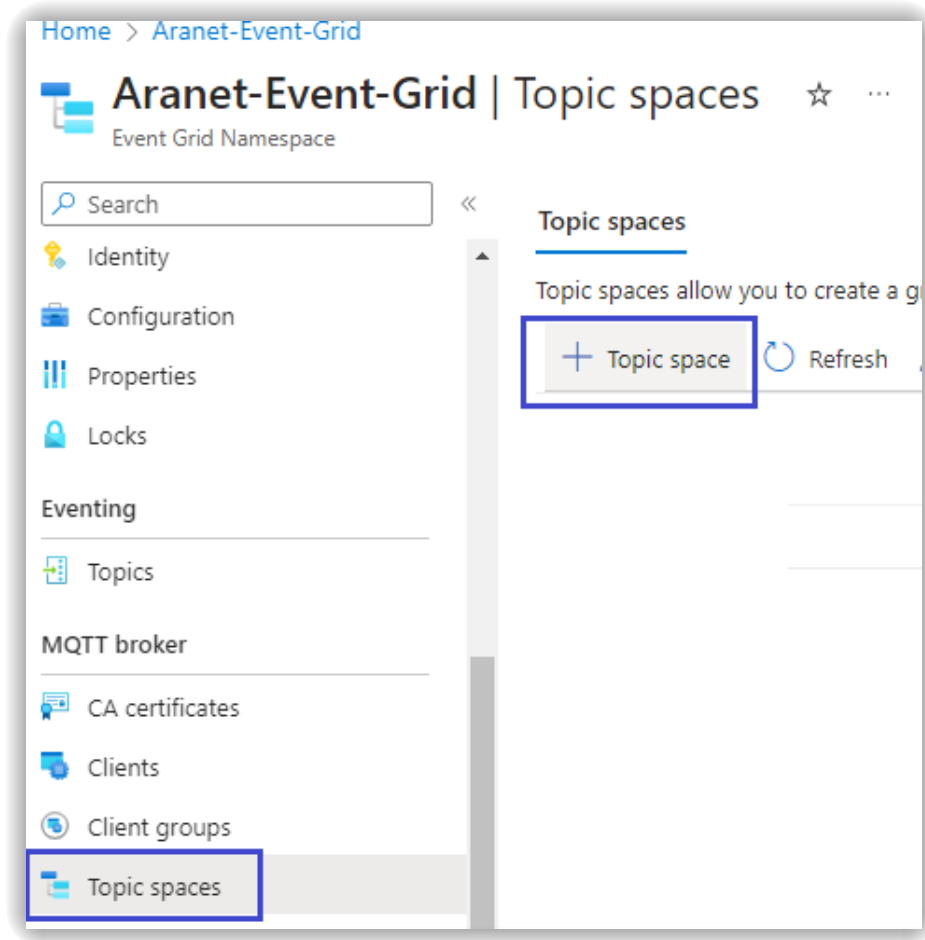 Home > Aranet-Event-Grid
Aranet-Event-Grid | Topic spaces
Event Grid Namespace
Search
Identity
Configuration
Properties
Locks
Eventing
Topics
MQTT broker
CA certificates
Clients
Client groups
Topic spaces
Topic spaces
Topic spaces allow you to create a
+ Topic space
Refresh